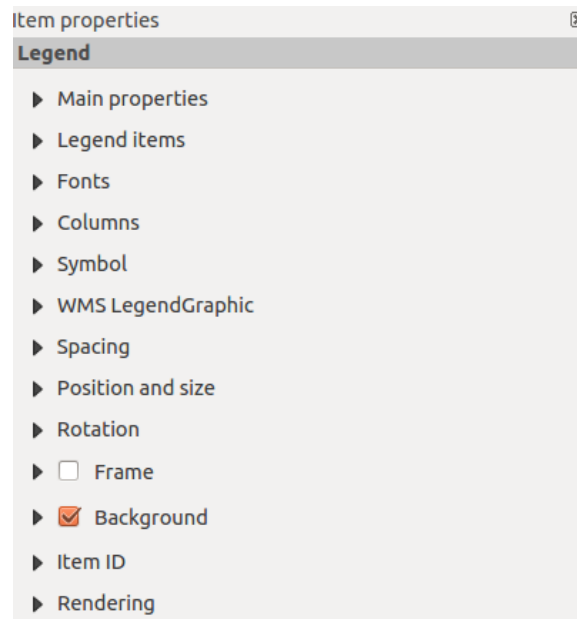 Item properties
Legend
Main properties
Legend items
Fonts
Columns
Symbol
WMS LegendGraphic
Spacing
Position and size
Rotation
Frame
Background
Item ID
Rendering